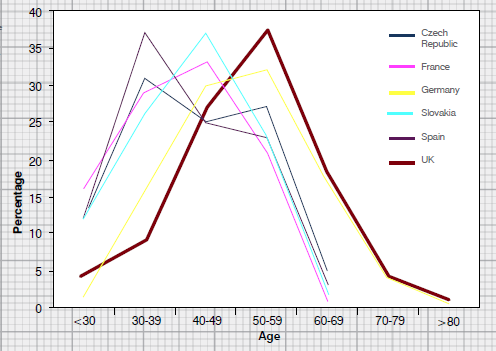 40
35
30
25
20
15
10
5
0
Percentage
<30 30-39 40-49 50-59 60-69 70-79 >80
Age
Czech
Republic
France
Germany
Slovakia
Spain
UK